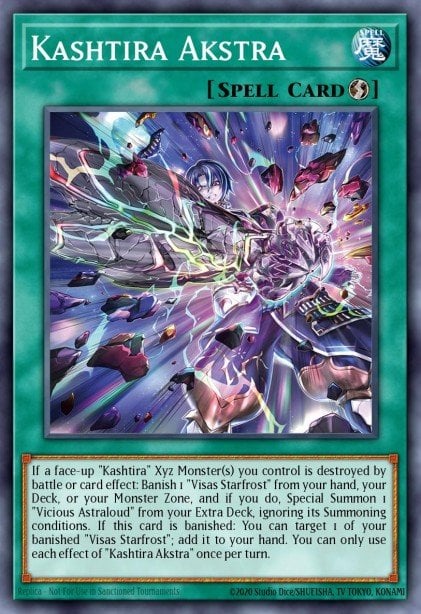 KASHTIRA AKSTRA
SPELL
魔
[SPELL CARD]
If a face-up "Kashtira" Xyz Monster(s) you control is destroyed by
battle or card effect: Banish 1 "Visas Starfrost" from your hand, your
Deck, or your Monster Zone, and if you do, Special Summon 1
"Vicious Astraloud" from your Extra Deck, ignoring its Summoning
conditions. If this card is banished: You can target 1 of your
banished "Visas Starfrost"; add it to your hand. You can only use
each effect of "Kashtira Akstra" once per turn.
Replica - Not For Use in Sanctioned Tournaments
©2020 Studio Dice/SHUEISHA, TV TOKYO, KONAMI